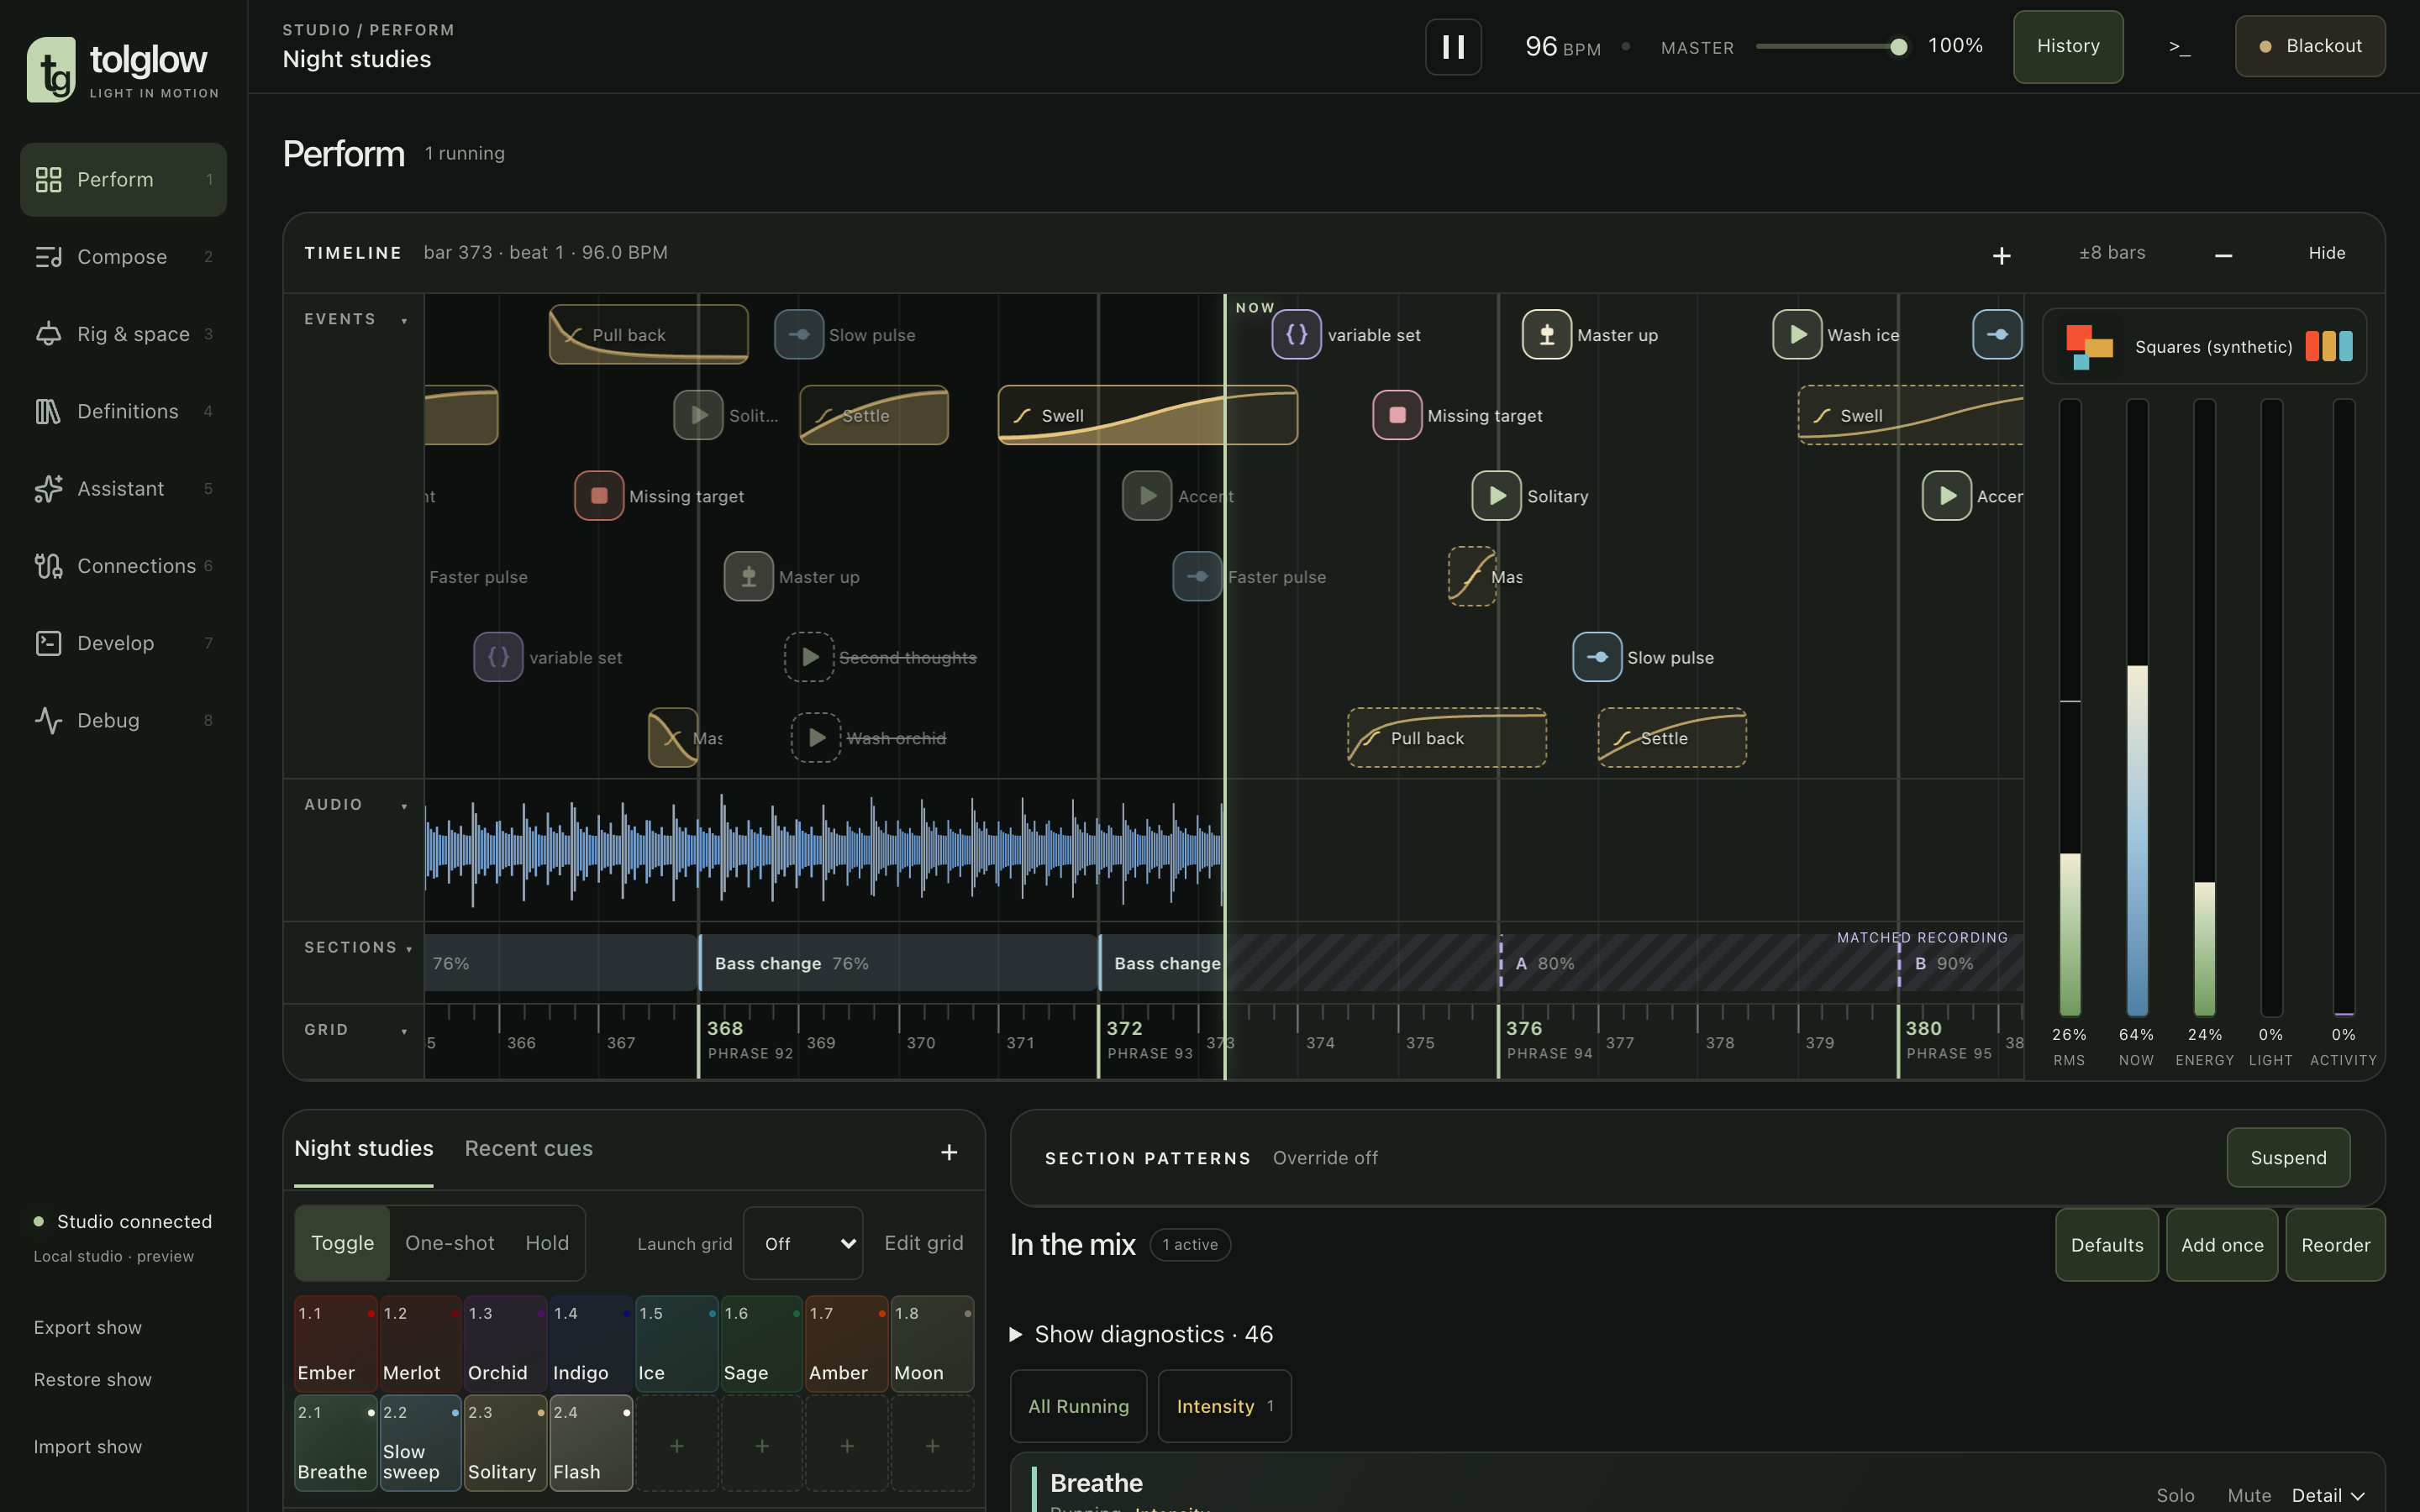 tg tolglow
LIGHT IN MOTION
Perform 1
Compose 2
Rig & space 3
Definitions 4
Assistant 5
Connections 6
Develop 7
Debug 8
Studio connected
Local studio · preview
Export show
Restore show
Import show
STUDIO / PERFORM
Night studies
96 BPM
MASTER
100%
History
>_
Blackout
Perform 1 running
TIMELINE bar 373 · beat 1 · 96.0 BPM
+ ±8 bars − Hide
EVENTS
NOW
Pull back
Slow pulse
{} variable set
Master up
Wash ice
Solit...
Settle
Swell
Missing target
Swell
nt
Missing target
Accent
Solitary
Accer
Faster pulse
Master up
Faster pulse
Mas
{} variable set
Second thoughts
Slow pulse
Mas
Wash orchid
Pull back
Settle
AUDIO
SECTIONS
76%
Bass change 76%
Bass change
MATCHED RECORDING
A 80%
B 90%
GRID
5 366 367 368 369 370 371 372 373 374 375 376 377 378 379 380 38
PHRASE 92 PHRASE 93 PHRASE 94 PHRASE 95
Squares (synthetic)
26% 64% 24% 0% 0%
RMS NOW ENERGY LIGHT ACTIVITY
Night studies Recent cues +
Toggle One-shot Hold Launch grid Off Edit grid
1.1 1.2 1.3 1.4 1.5 1.6 1.7 1.8
Ember Merlot Orchid Indigo Ice Sage Amber Moon
2.1 2.2 2.3 2.4
Breathe Slow sweep Solitary Flash + + + +
SECTION PATTERNS Override off Suspend
In the mix 1 active Defaults Add once Reorder
Show diagnostics · 46
All Running Intensity 1
Breathe
Running Intensity
Solo Mute Detail